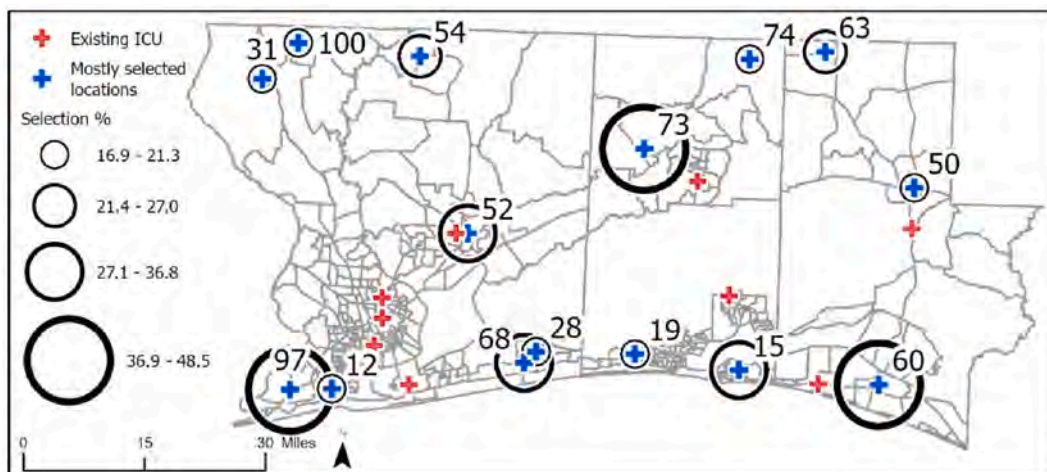 Existing ICU
Mostly selected
locations
Selection %
16.9 - 21.3
21.4 - 27.0
27.1 - 36.8
36.9 - 48.5
0 15 30 Miles
31
100
54
74
63
73
50
52
68
28
19
15
60
97
12